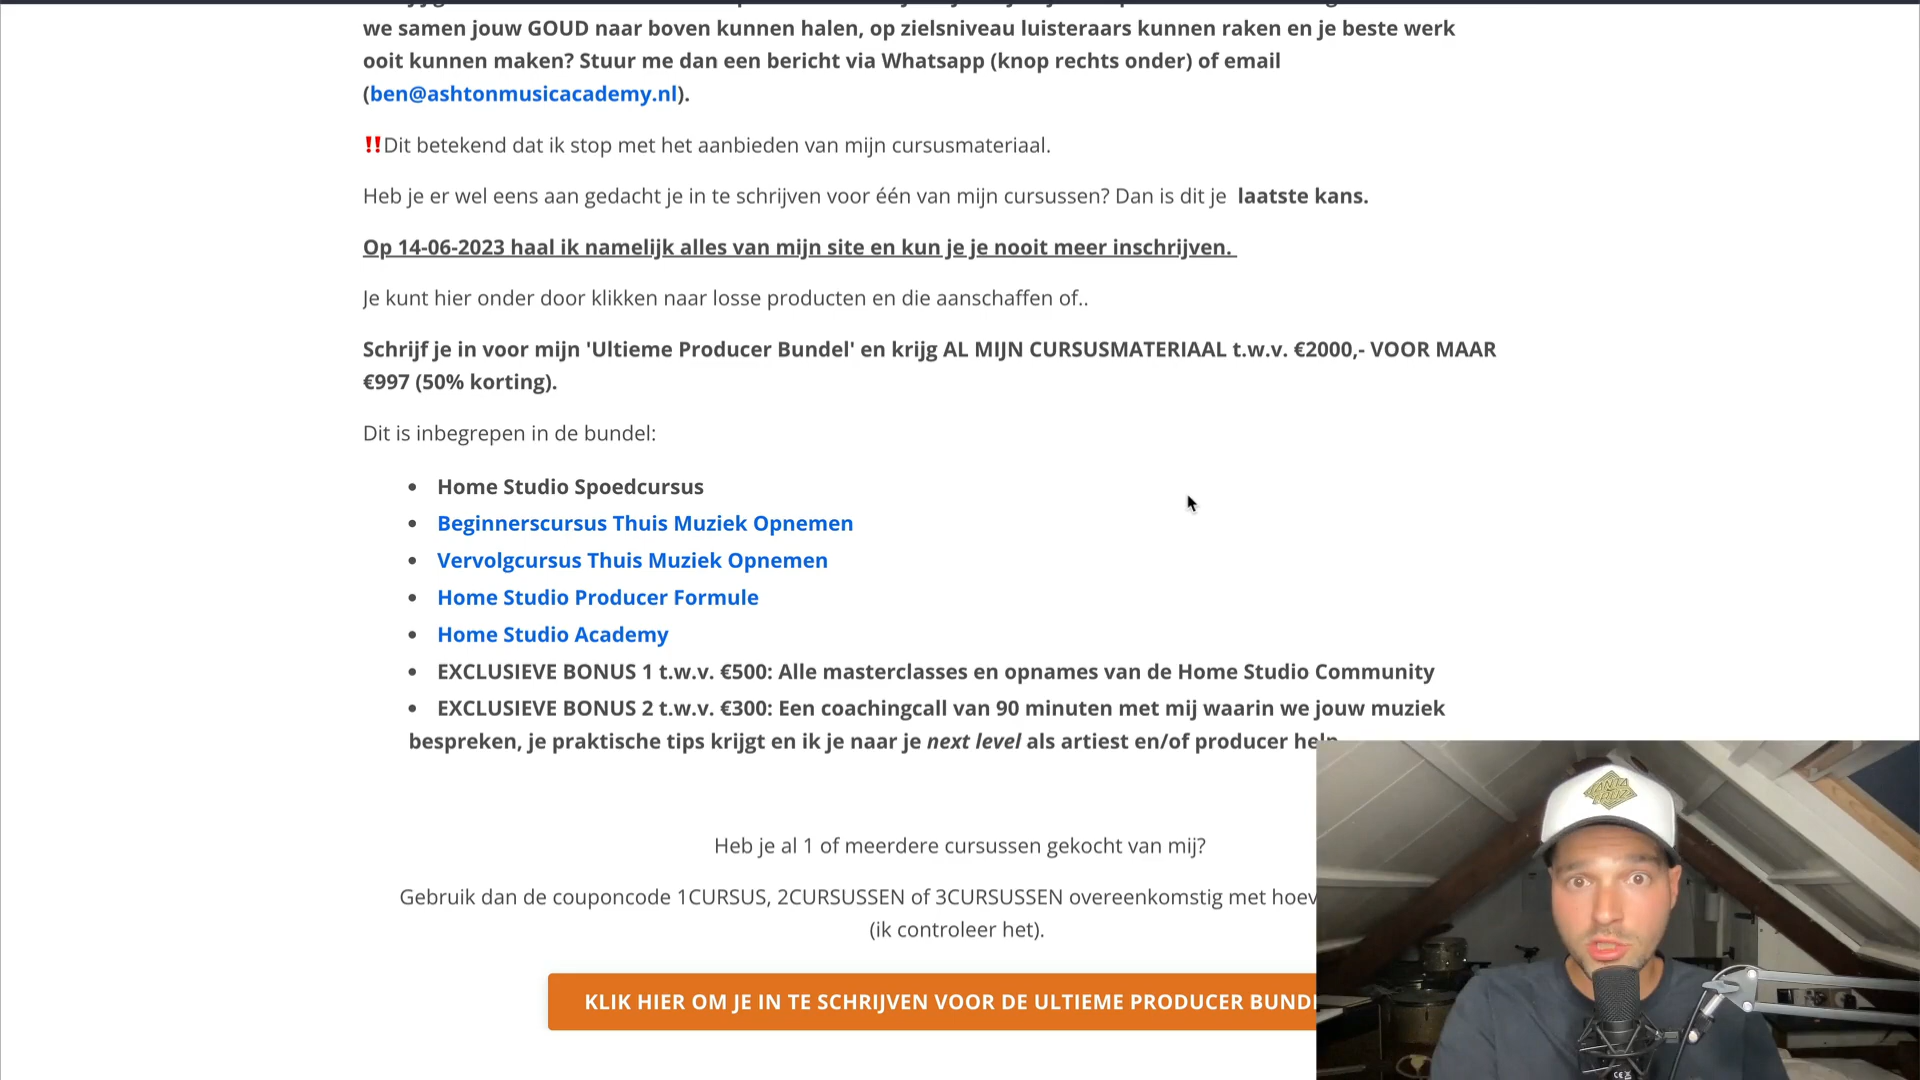 we samen jouw GOUD naar boven kunnen halen, op zielsniveau luisteraars kunnen raken en je beste werk
ooit kunnen maken? Stuur me dan een bericht via Whatsapp (knop rechts onder) of email
(ben@ashtonmusicacademy.nl).
‼Dit betekend dat ik stop met het aanbieden van mijn cursusmateriaal.
Heb je er wel eens aan gedacht je in te schrijven voor één van mijn cursussen? Dan is dit je laatste kans.
Op 14-06-2023 haal ik namelijk alles van mijn site en kun je je nooit meer inschrijven.
Je kunt hier onder door klikken naar losse producten en die aanschaffen of..
Schrijf je in voor mijn 'Ultieme Producer Bundel' en krijg AL MIJN CURSUSMATERIAAL t.w.v. €2000,- VOOR MAAR
€997 (50% korting).
Dit is inbegrepen in de bundel:
• Home Studio Spoedcursus
• Beginnerscursus Thuis Muziek Opnemen
• Vervolgcursus Thuis Muziek Opnemen
• Home Studio Producer Formule
• Home Studio Academy
• EXCLUSIEVE BONUS 1 t.w.v. €500: Alle masterclasses en opnames van de Home Studio Community
• EXCLUSIEVE BONUS 2 t.w.v. €300: Een coachingcall van 90 minuten met mij waarin we jouw muziek
bespreken, je praktische tips krijgt en ik je naar je next level als artiest en/of producer help
Heb je al 1 of meerdere cursussen gekocht van mij?
Gebruik dan de couponcode 1CURSUS, 2CURSUSSEN of 3CURSUSSEN overeenkomstig met hoev
(ik controleer het).
KLIK HIER OM JE IN TE SCHRIJVEN VOOR DE ULTIEME PRODUCER BUND